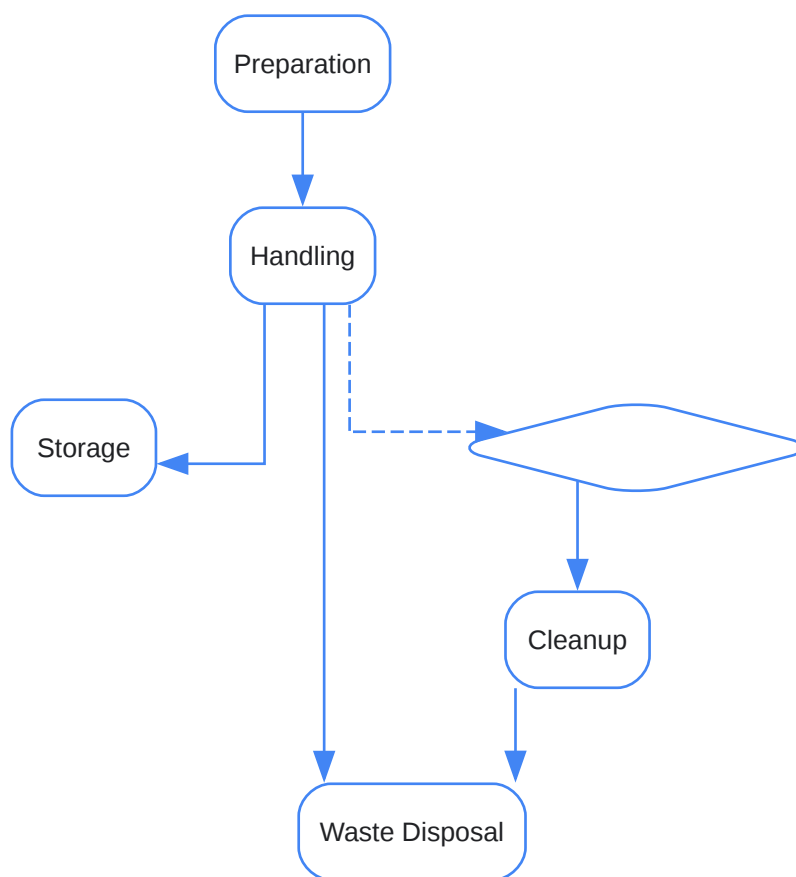 Preparation
Handling
Storage
Cleanup
Waste Disposal